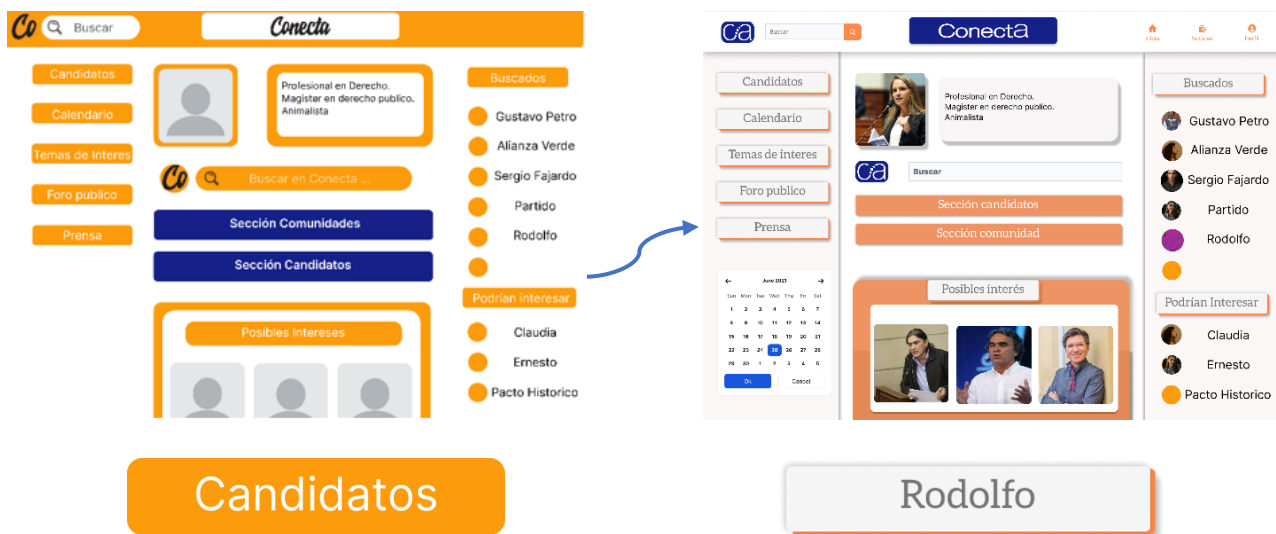 Co
Buscar
Conecta
Candidatos
Calendario
Temas de Interes
Foro publico
Prensa
Profesional en Derecho.
Magister en derecho publico.
Animalista
Co
Buscar en Conecta ...
Sección Comunidades
Sección Candidatos
Posibles Intereses
Buscados
Gustavo Petro
Alianza Verde
Sergio Fajardo
Partido
Rodolfo
Podrían interesar
Claudia
Ernesto
Pacto Historico
Candidatos
Ca
Buscar
Conecta
Inicio
Noticias
Perfil
Candidatos
Calendario
Temas de interes
Foro publico
Prensa
June 2021
Sun Mon Tue Wed Thu Fri Sat
1 2 3 4 5 6 7
8 9 10 11 12 13 14
15 16 17 18 19 20 21
22 23 24 25 26 27 28
29 30 1 2 3 4 5
Ok Cancel
Profesional en Derecho.
Magister en derecho publico.
Animalista
Ca
Buscar
Sección candidatos
Sección comunidad
Posibles interés
Buscados
Gustavo Petro
Alianza Verde
Sergio Fajardo
Partido
Rodolfo
Podrían Interesar
Claudia
Ernesto
Pacto Historico
Rodolfo